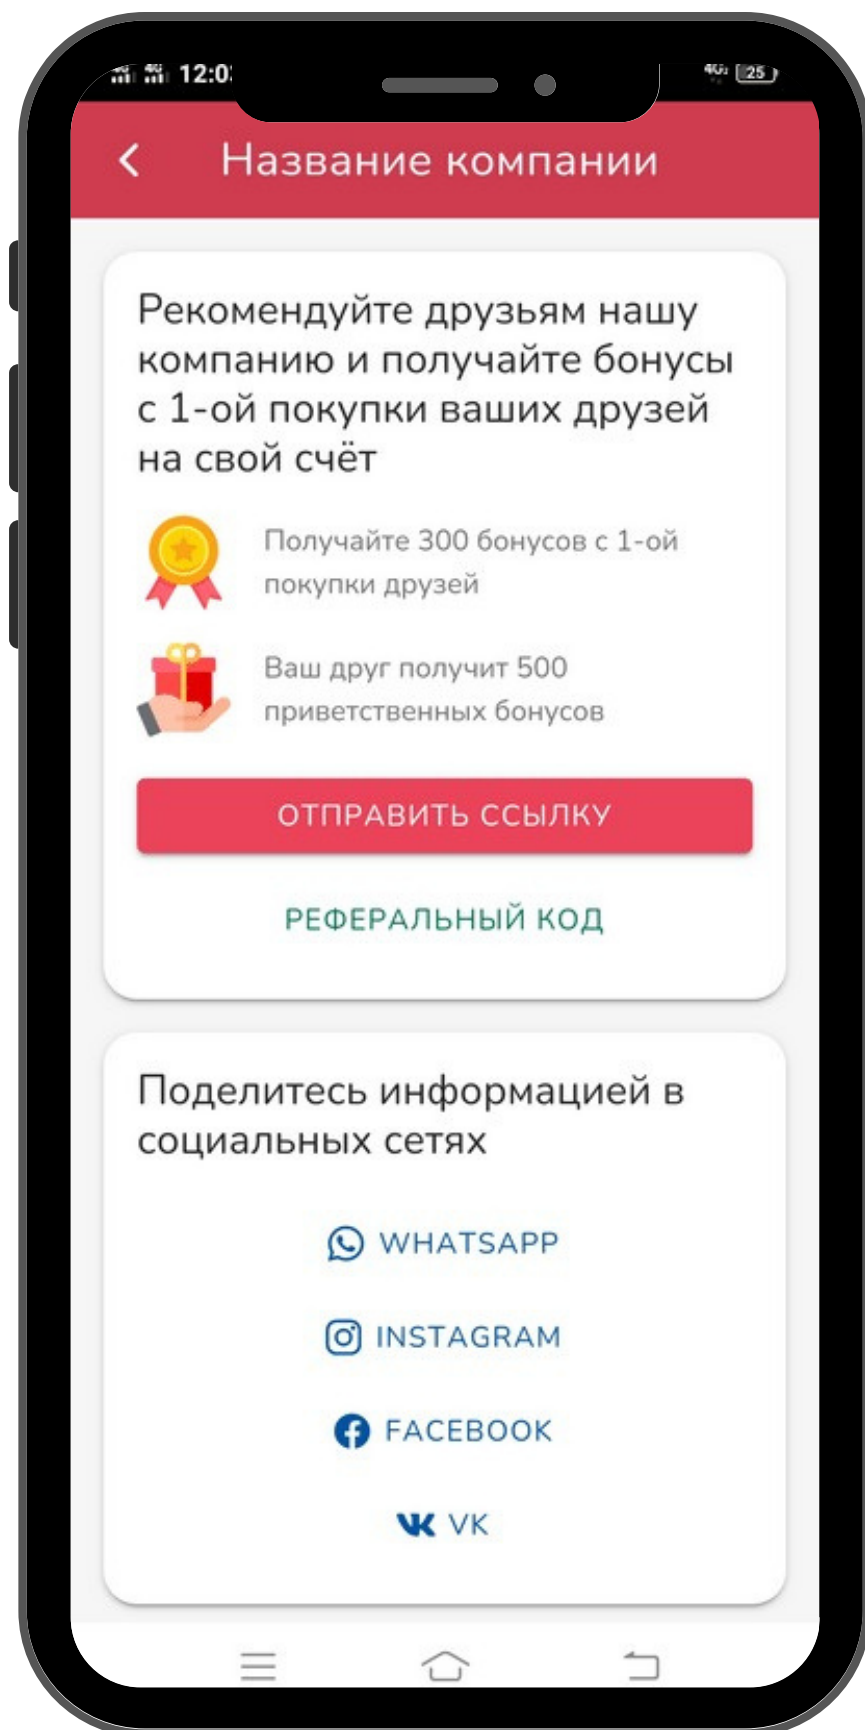 12:0
25
Название компании
Рекомендуйте друзьям нашу
компанию и получайте бонусы
с 1-ой покупки ваших друзей
на свой счёт
Получайте 300 бонусов с 1-ой
покупки друзей
Ваш друг получит 500
приветственных бонусов
ОТПРАВИТЬ ССЫЛКУ
РЕФЕРАЛЬНЫЙ КОД
Поделитесь информацией в
социальных сетях
WHATSAPP
INSTAGRAM
FACEBOOK
VK